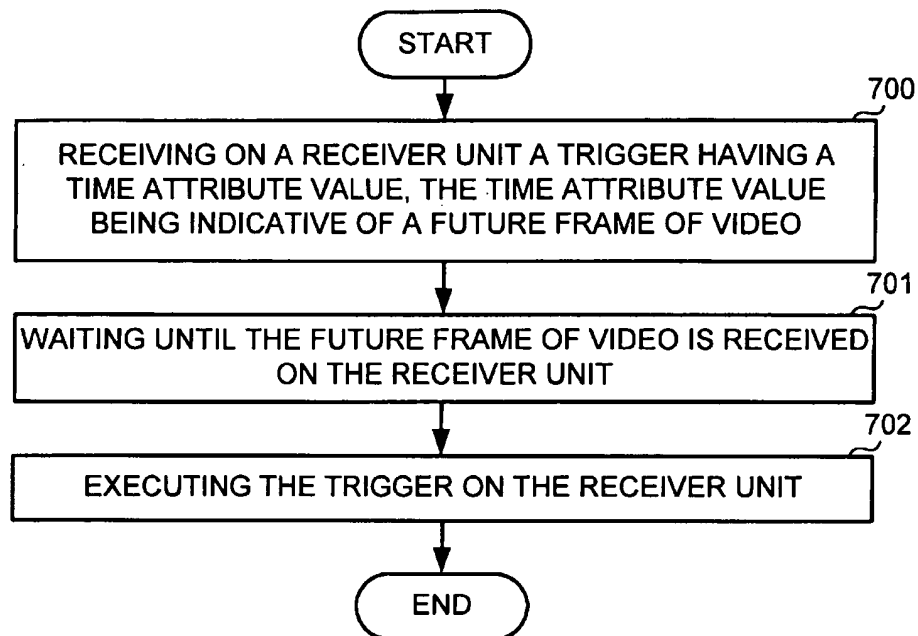 START
700
RECEIVING ON A RECEIVER UNIT A TRIGGER HAVING A
TIME ATTRIBUTE VALUE, THE TIME ATTRIBUTE VALUE
BEING INDICATIVE OF A FUTURE FRAME OF VIDEO
701
WAITING UNTIL THE FUTURE FRAME OF VIDEO IS RECEIVED
ON THE RECEIVER UNIT
702
EXECUTING THE TRIGGER ON THE RECEIVER UNIT
END